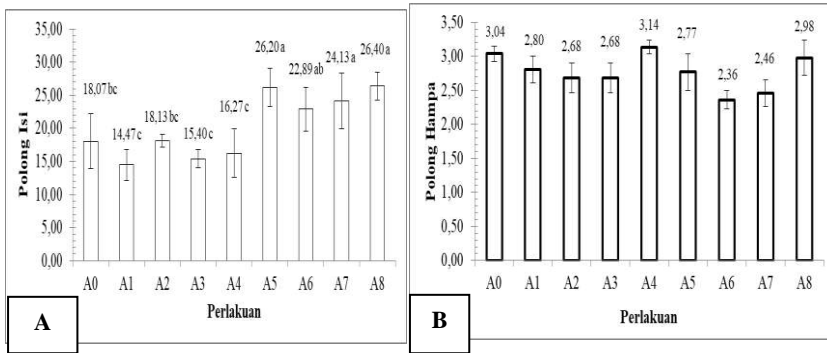 Polong Isi
35,00
30,00
25,00
20,00
15,00
10,00
5,00
0,00
18,07 bc
14,47 c
18,13 bc
15,40 c
16,27 c
26,20 a
22,89 ab
24,13 a
26,40 a
A0 A1 A2 A3 A4 A5 A6 A7 A8
Perlakuan
A
Polong Hampa
3,50
3,00
2,50
2,00
1,50
1,00
0,50
0,00
3,04
2,80
2,68
2,68
3,14
2,77
2,36
2,46
2,98
A0 A1 A2 A3 A4 A5 A6 A7 A8
Perlakuan
B